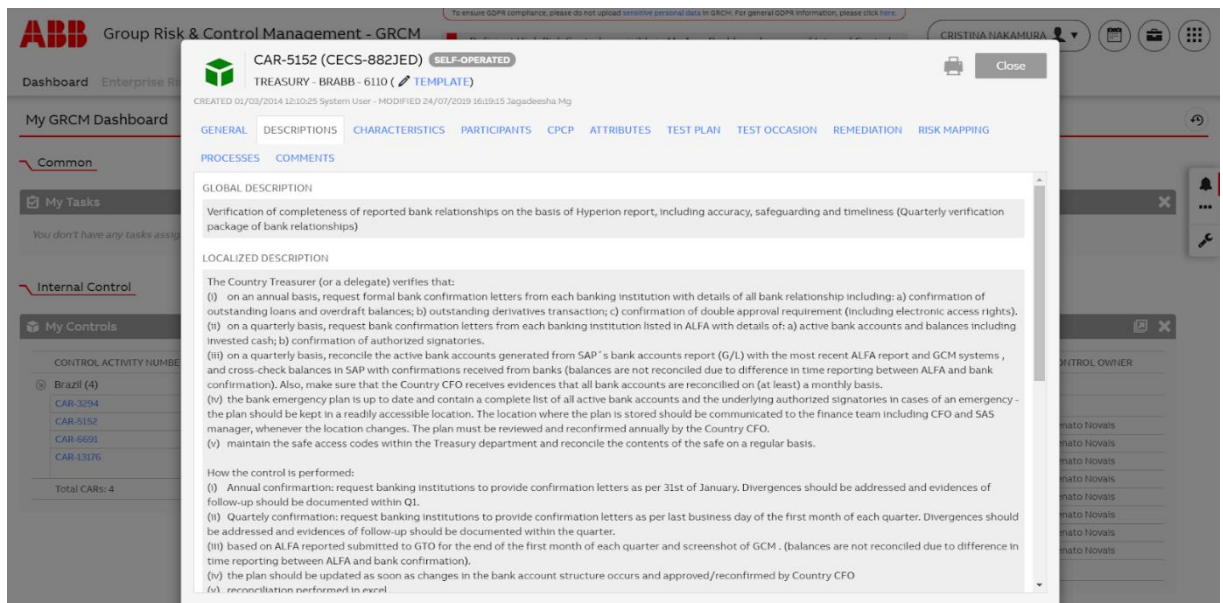 To ensure GDPR compliance, please do not upload sensitive personal data in GRCM. For general GDPR information, please click here.
ABB Group Risk & Control Management - GRCM
CRISTINA NAKAMURA
Dashboard Enterprise Ri
My GRCM Dashboard
Common
My Tasks
You don't have any tasks assig
Internal Control
My Controls
CONTROL ACTIVITY NUMBE
Brazil (4)
CAR-3294
CAR-5152
CAR-6691
CAR-13176
Total CARs: 4
CAR-5152 (CECS-882JED) SELF-OPERATED
Close
TREASURY - BRABB - 6110 ( TEMPLATE)
CREATED 01/03/2014 12:10:25 System User - MODIFIED 24/07/2019 16:19:15 Jagadeesha Mg
GENERAL DESCRIPTIONS CHARACTERISTICS PARTICIPANTS CPCP ATTRIBUTES TEST PLAN TEST OCCASION REMEDIATION RISK MAPPING
PROCESSES COMMENTS
GLOBAL DESCRIPTION
Verification of completeness of reported bank relationships on the basis of Hyperion report, including accuracy, safeguarding and timeliness (Quarterly verification
package of bank relationships)
LOCALIZED DESCRIPTION
The Country Treasurer (or a delegate) verifies that:
(i) on an annual basis, request formal bank confirmation letters from each banking institution with details of all bank relationship including: a) confirmation of
outstanding loans and overdraft balances; b) outstanding derivatives transaction; c) confirmation of double approval requirement (including electronic access rights).
(ii) on a quarterly basis, request bank confirmation letters from each banking institution listed in ALFA with details of: a) active bank accounts and balances including
invested cash; b) confirmation of authorized signatories.
(iii) on a quarterly basis, reconcile the active bank accounts generated from SAP´s bank accounts report (G/L) with the most recent ALFA report and GCM systems ,
and cross-check balances in SAP with confirmations received from banks (balances are not reconciled due to difference in time reporting between ALFA and bank
confirmation). Also, make sure that the Country CFO receives evidences that all bank accounts are reconciled on (at least) a monthly basis.
(iv) the bank emergency plan is up to date and contain a complete list of all active bank accounts and the underlying authorized signatories in cases of an emergency -
the plan should be kept in a readily accessible location. The location where the plan is stored should be communicated to the finance team including CFO and SAS
manager, whenever the location changes. The plan must be reviewed and reconfirmed annually by the Country CFO.
(v) maintain the safe access codes within the Treasury department and reconcile the contents of the safe on a regular basis.
How the control is performed:
(i) Annual confirmartion: request banking institutions to provide confirmation letters as per 31st of January. Divergences should be addressed and evidences of
follow-up should be documented within Q1.
(ii) Quartely confirmation: request banking institutions to provide confirmation letters as per last business day of the first month of each quarter. Divergences should
be addressed and evidences of follow-up should be documented within the quarter.
(iii) based on ALFA reported submitted to GTO for the end of the first month of each quarter and screenshot of GCM . (balances are not reconciled due to difference in
time reporting between ALFA and bank confirmation).
(iv) the plan should be updated as soon as changes in the bank account structure occurs and approved/reconfirmed by Country CFO
(v) reconciliation performed in excel
ONTROL OWNER
enato Novais
enato Novais
enato Novais
enato Novais
enato Novais
enato Novais
enato Novais
enato Novais